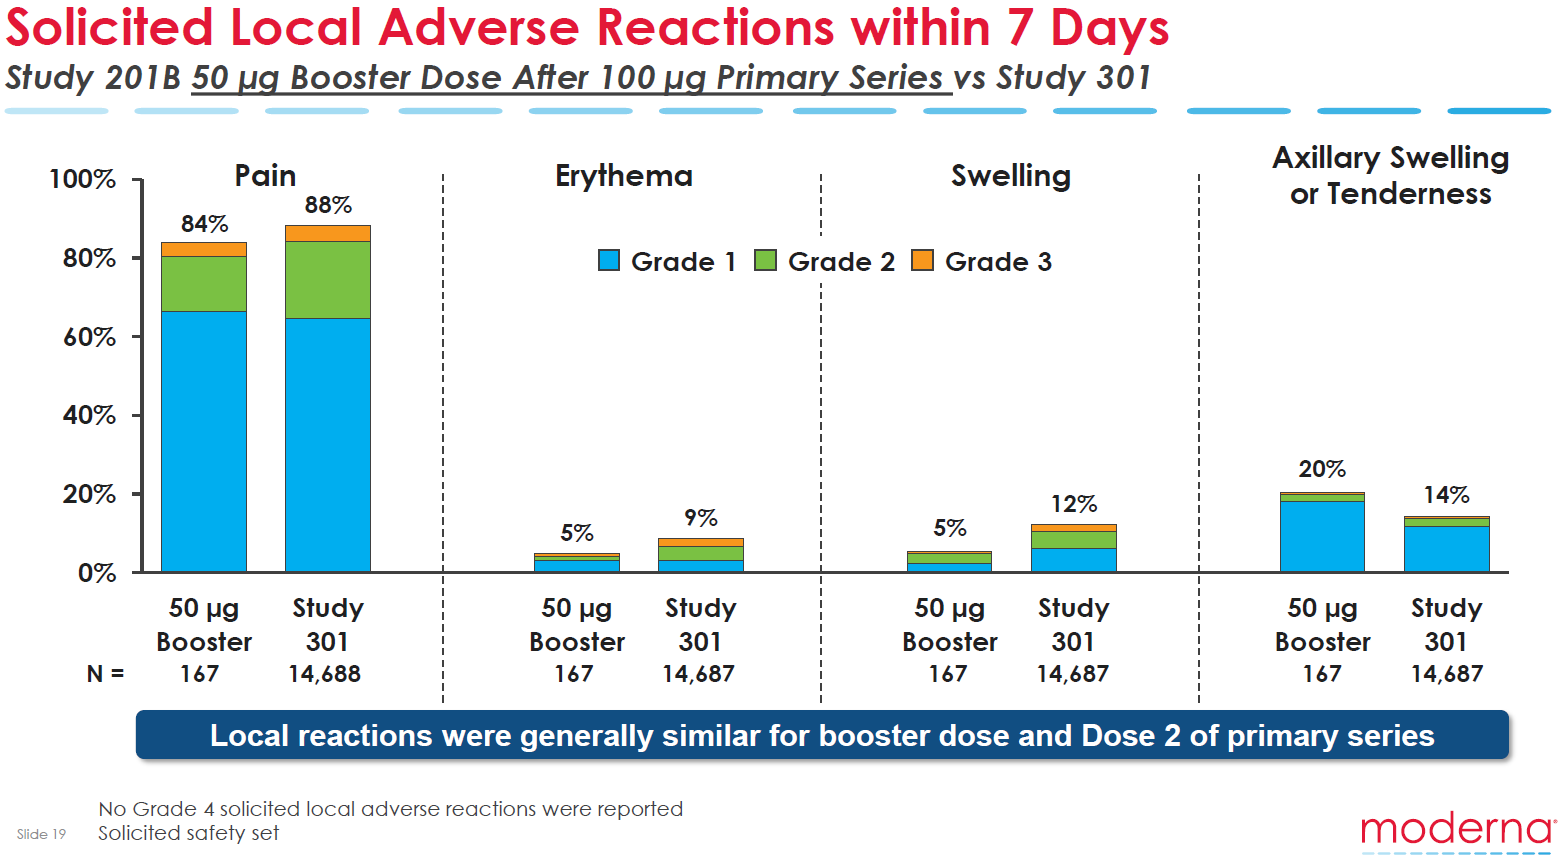 Solicited Local Adverse Reactions within 7 Days
Study 201B 50 µg Booster Dose After 100 µg Primary Series vs Study 301
Pain
Erythema
Swelling
Axillary Swelling
or Tenderness
100%
80%
60%
40%
20%
0%
84%
88%
5%
9%
5%
12%
20%
14%
Grade 1 Grade 2 Grade 3
50 µg Study 50 µg Study 50 µg Study 50 µg Study
Booster 301 Booster 301 Booster 301 Booster 301
N = 167 14,688 167 14,687 167 14,687 167 14,687
Local reactions were generally similar for booster dose and Dose 2 of primary series
No Grade 4 solicited local adverse reactions were reported
Slide 19 Solicited safety set
moderna®